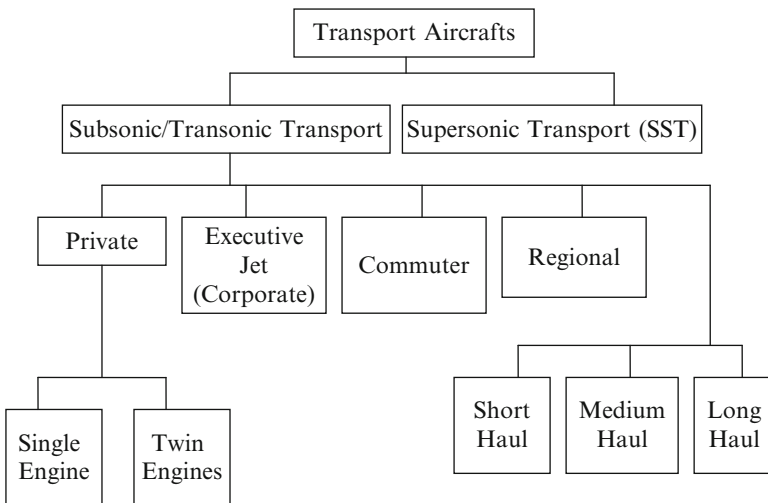 Transport Aircrafts
Subsonic/Transonic Transport
Supersonic Transport (SST)
Private
Executive
Jet
(Corporate)
Commuter
Regional
Single
Engine
Twin
Engines
Short
Haul
Medium
Haul
Long
Haul